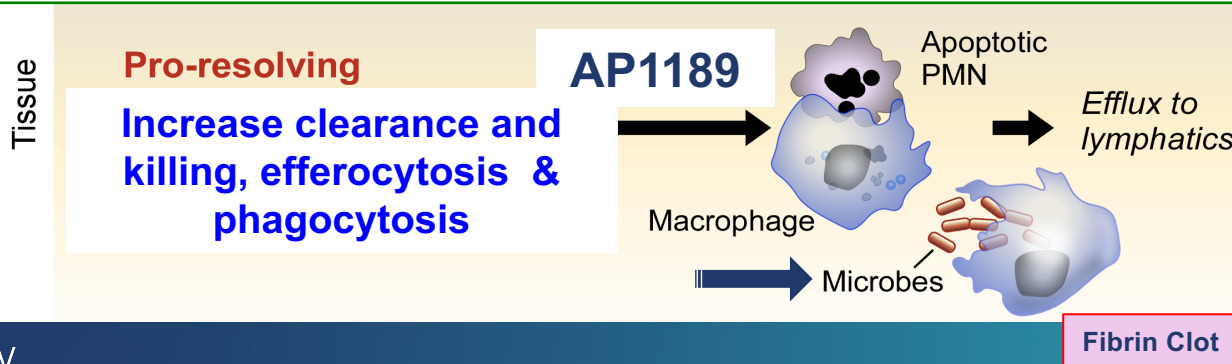 Tissue
Pro-resolving
AP1189
Increase clearance and
killing, efferocytosis &
phagocytosis
Apoptotic
PMN
Efflux to
lymphatics
Macrophage
Microbes
Fibrin Clot